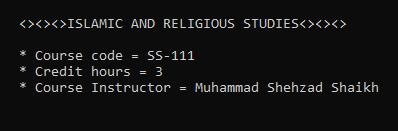 <><><>ISLAMIC AND RELIGIOUS STUDIES<><><>
* Course code = SS-111
* Credit hours = 3
* Course Instructor = Muhammad Shehzad Shaikh